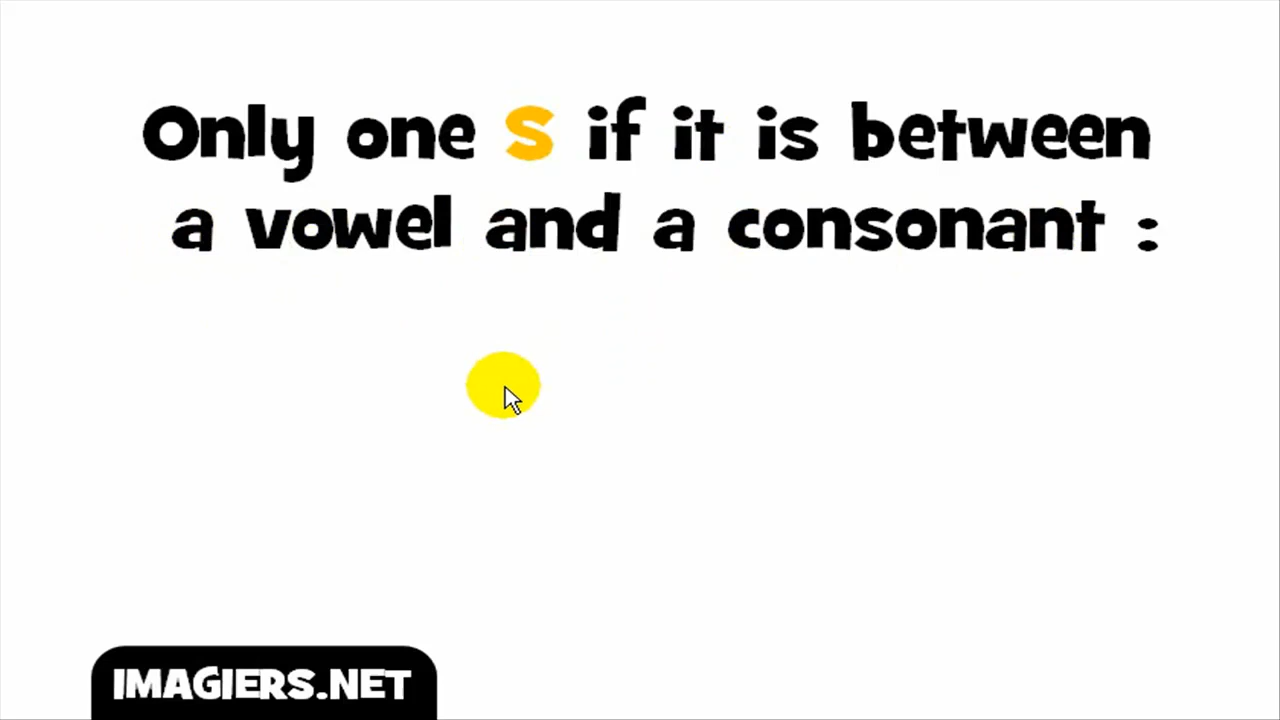 Only one S if it is between
a vowel and a consonant :
IMAGIERS.NET